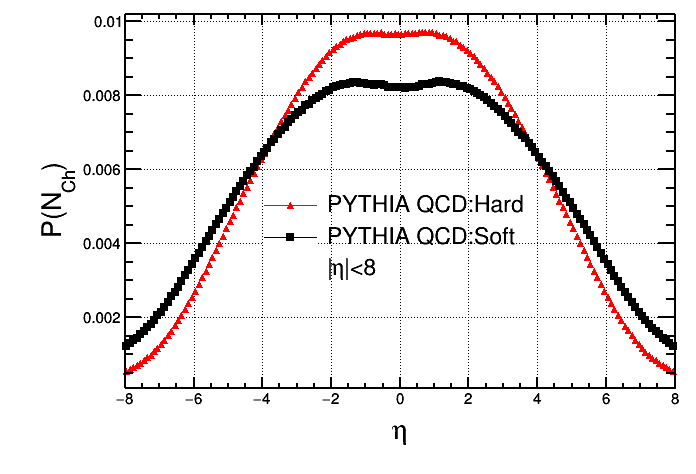 0.01
0.008
0.006
0.004
0.002
P(N_Ch)
PYTHIA QCD:Hard
PYTHIA QCD:Soft
|η|<8
−8 −6 −4 −2 0 2 4 6 8
η